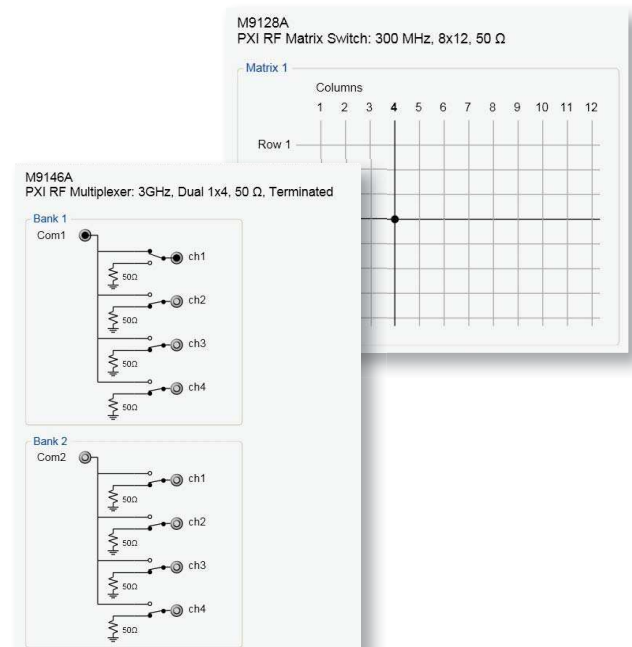 M9128A
PXI RF Matrix Switch: 300 MHz, 8x12, 50 Ω
Matrix 1
Columns
1 2 3 4 5 6 7 8 9 10 11 12
Row 1
M9146A
PXI RF Multiplexer: 3GHz, Dual 1x4, 50 Ω, Terminated
Bank 1
Com1
ch1
50Ω
ch2
50Ω
ch3
50Ω
ch4
50Ω
Bank 2
Com2
ch1
50Ω
ch2
50Ω
ch3
50Ω
ch4
50Ω